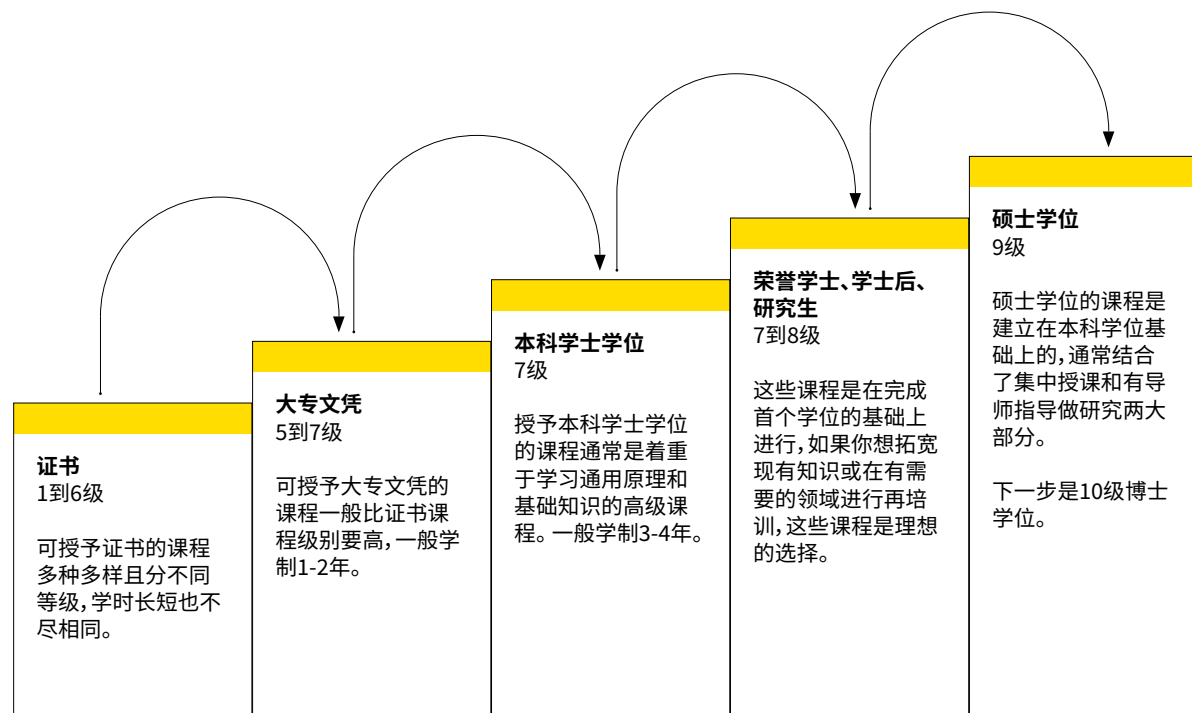 证书
1到6级
可授予证书的课程
多种多样且分不同
等级，学时长短也不
尽相同。
大专文凭
5到7级
可授予大专文凭的
课程一般比证书课
程级别要高，一般学
制1-2年。
本科学士学位
7级
授予本科学士学位
的课程通常是着重
于学习通用原理和
基础知识的高级课
程。一般学制3-4年。
荣誉学士、学士后、
研究生
7到8级
这些课程是在完成
首个学位的基础上
进行，如果你想拓宽
现有知识或在有需
要的领域进行再培
训，这些课程是理想
的选择。
硕士学位
9级
硕士学位的课程是
建立在本科学位基
础上的，通常结合
了集中授课和有导
师指导做研究两大
部分。
下一步是10级博士
学位。